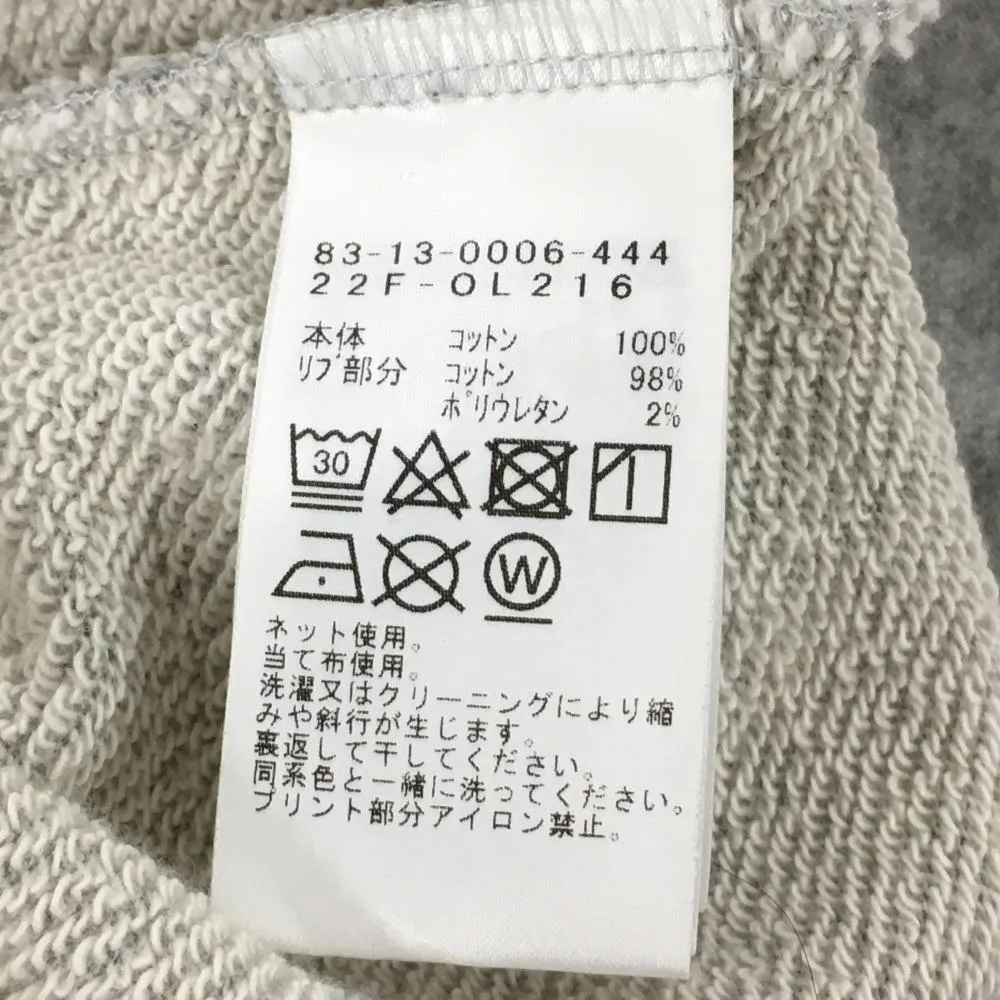 83-13-0006-444
22F-OL216
本体 コットン 100%
リブ部分 コットン 98%
ポリウレタン 2%
30
W
ネット使用。
当て布使用。
洗濯又はクリーニングにより縮
みや斜行が生じます。
裏返して干してください。
同系色と一緒に洗ってください。
プリント部分アイロン禁止。